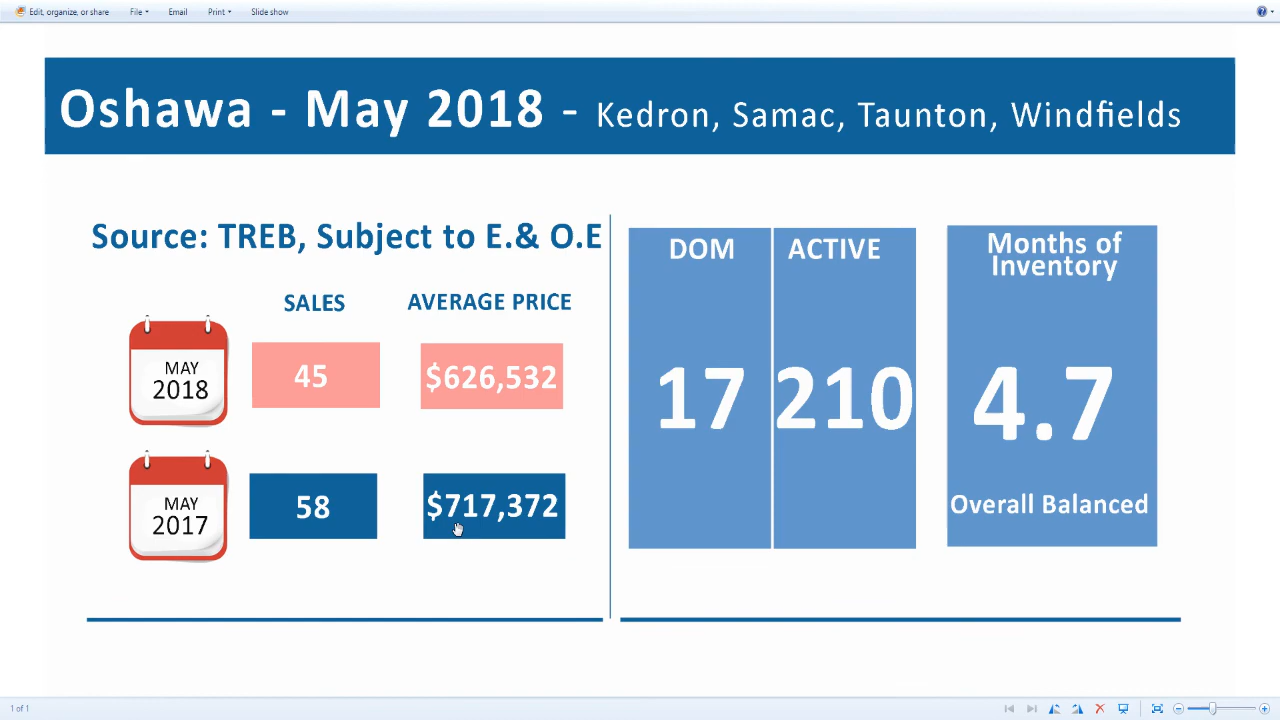 Edit, organize, or share File Email Print Slide show
Oshawa - May 2018 - Kedron, Samac, Taunton, Windfields
Source: TREB, Subject to E.& O.E
SALES AVERAGE PRICE
MAY
2018
45
$626,532
MAY
2017
58
$717,372
DOM
17
ACTIVE
210
Months of
Inventory
4.7
Overall Balanced
1 of 1